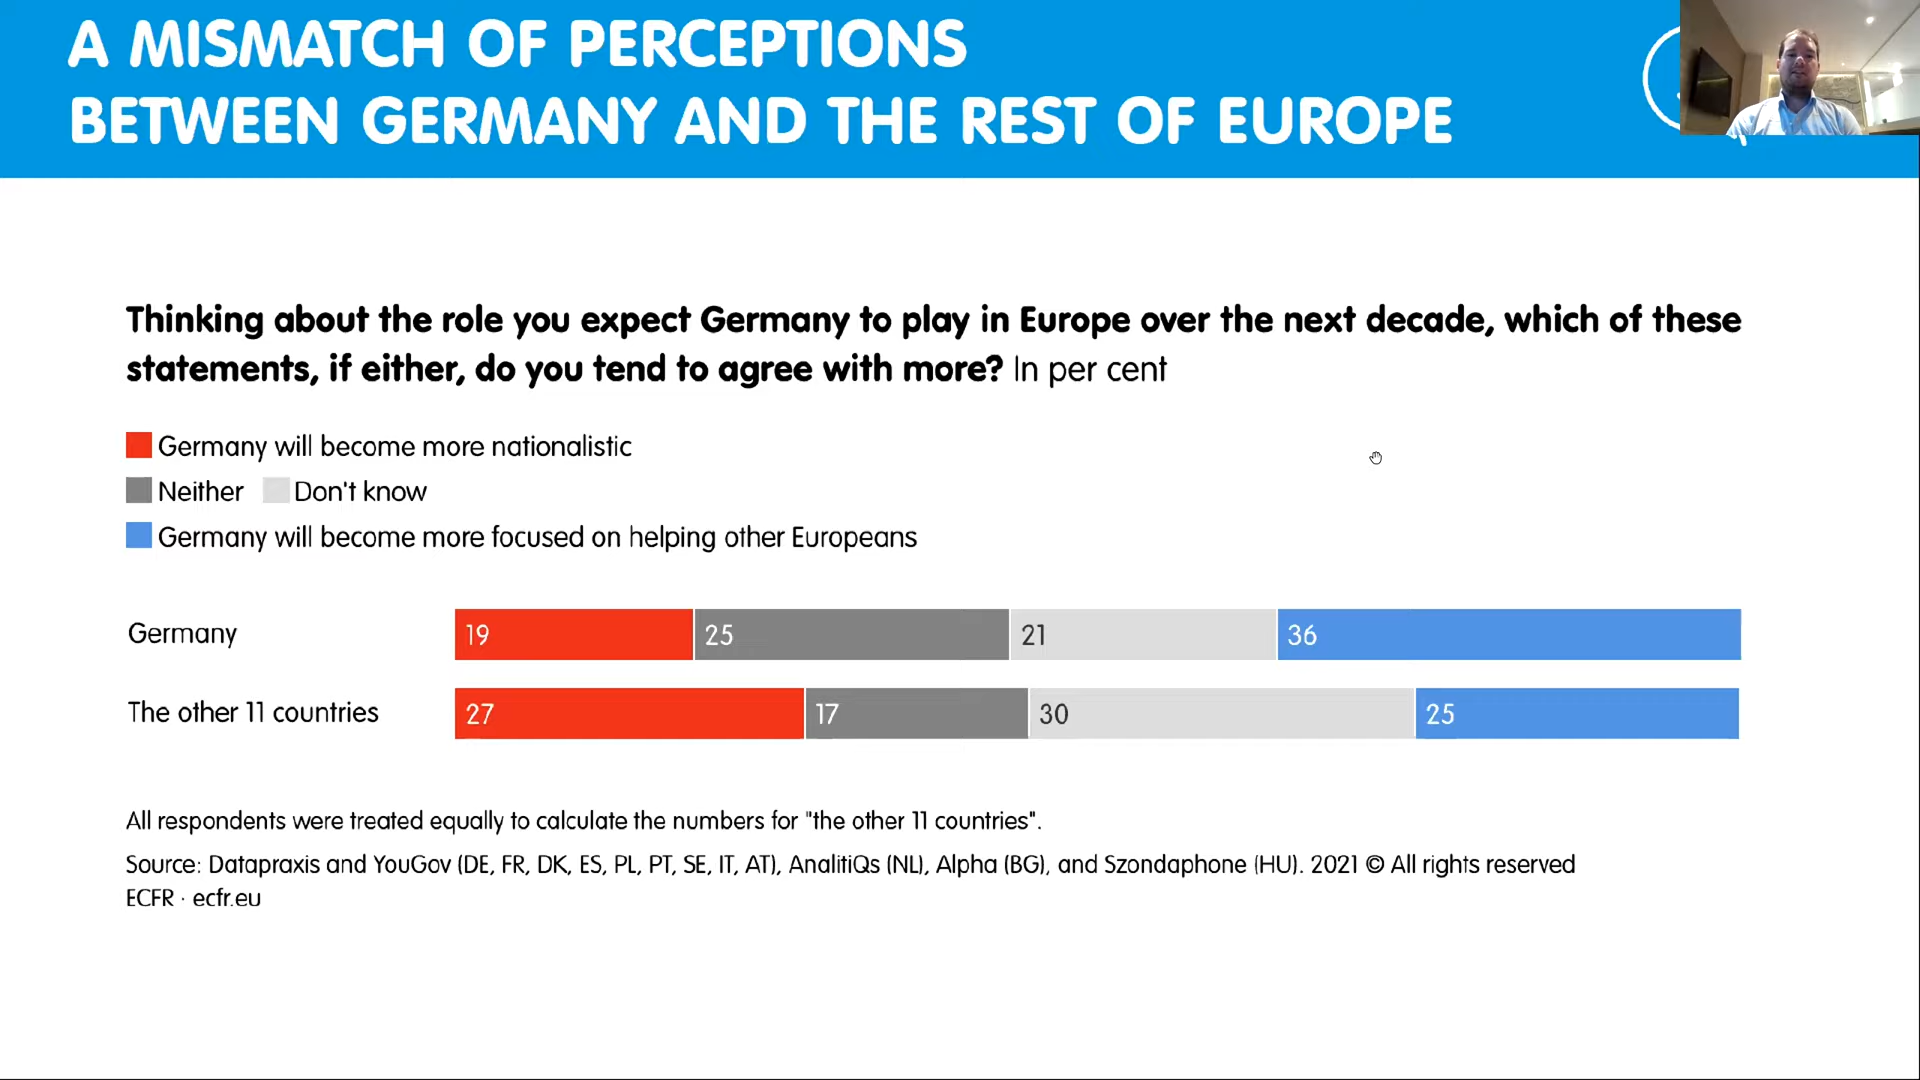 A MISMATCH OF PERCEPTIONS
BETWEEN GERMANY AND THE REST OF EUROPE
Thinking about the role you expect Germany to play in Europe over the next decade, which of these
statements, if either, do you tend to agree with more? In per cent
Germany will become more nationalistic
Neither Don't know
Germany will become more focused on helping other Europeans
Germany 19 25 21 36
The other 11 countries 27 17 30 25
All respondents were treated equally to calculate the numbers for "the other 11 countries".
Source: Datapraxis and YouGov (DE, FR, DK, ES, PL, PT, SE, IT, AT), AnalitiQs (NL), Alpha (BG), and Szondaphone (HU). 2021 © All rights reserved
ECFR · ecfr.eu